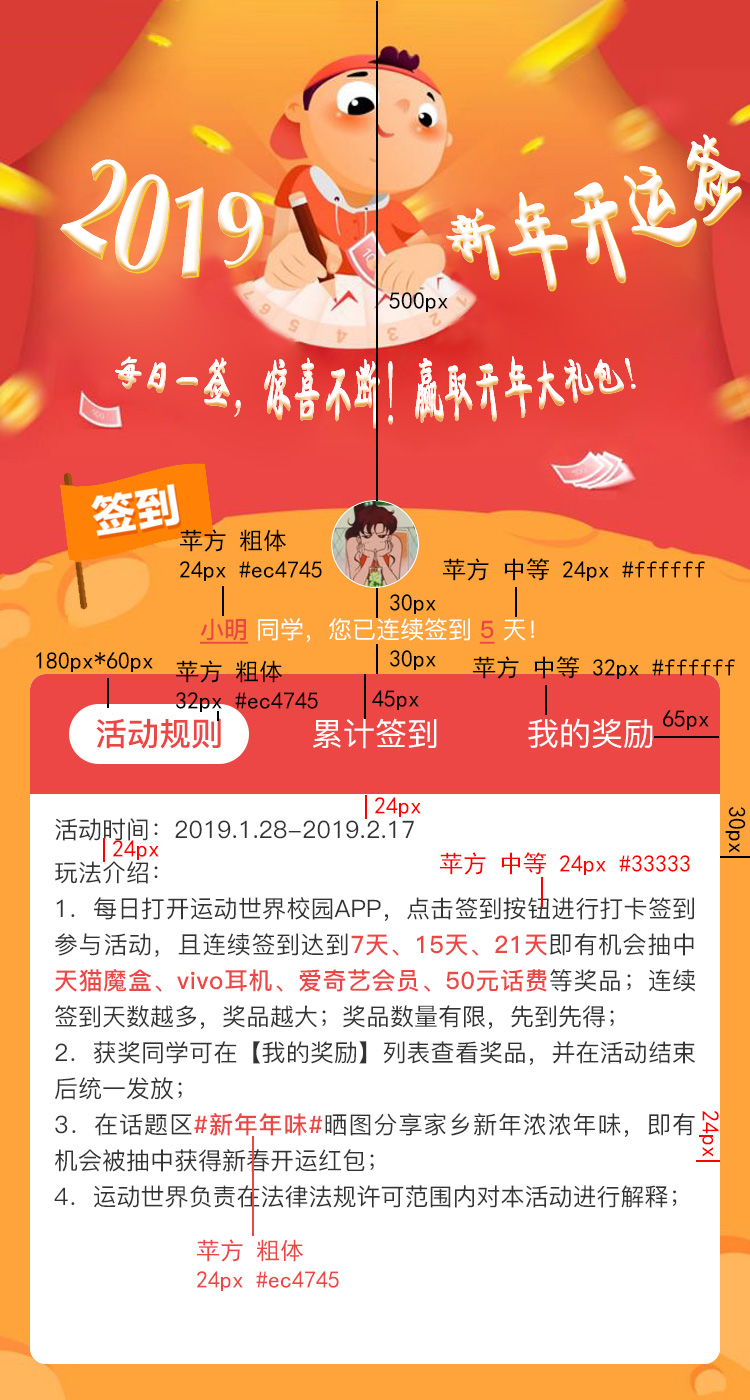 2019
新年开运签
500px
每日一签，惊喜不断！赢取开年大礼包！
签到
苹方 粗体
24px #ec4745
苹方 中等 24px #ffffff
30px
小明 同学，您已连续签到 5 天！
180px*60px
30px
苹方 粗体
32px #ec4745
苹方 中等 32px #ffffff
45px
65px
活动规则
累计签到
我的奖励
24px
30px
活动时间：2019.1.28-2019.2.17
24px
苹方 中等 24px #33333
玩法介绍：
1. 每日打开运动世界校园APP，点击签到按钮进行打卡签到
参与活动，且连续签到达到7天、15天、21天即有机会抽中
天猫魔盒、vivo耳机、爱奇艺会员、50元话费等奖品；连续
签到天数越多，奖品越大；奖品数量有限，先到先得；
2. 获奖同学可在【我的奖励】列表查看奖品，并在活动结束
后统一发放；
3. 在话题区#新年年味#晒图分享家乡新年浓浓年味，即有
机会被抽中获得新春开运红包；
24px
4. 运动世界负责在法律法规许可范围内对本活动进行解释；
苹方 粗体
24px #ec4745